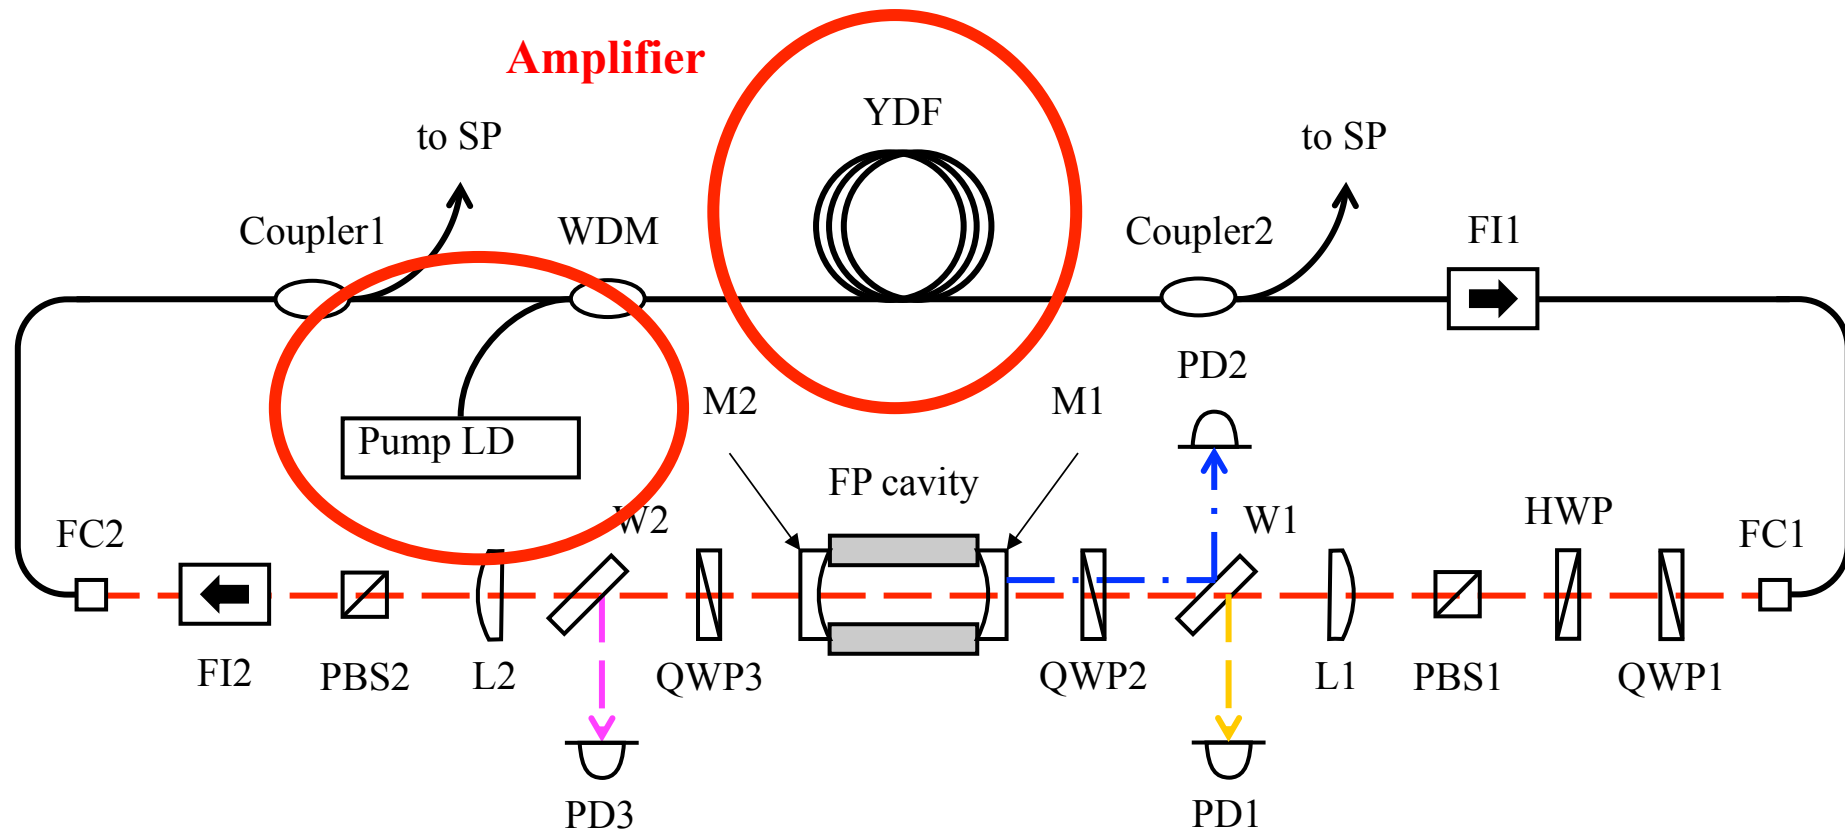 Amplifier
YDF
to SP
to SP
Coupler1
WDM
Coupler2
FI1
PD2
M2
M1
Pump LD
FP cavity
W2
W1
HWP
FC2
FC1
FI2
PBS2
L2
QWP3
QWP2
L1
PBS1
QWP1
PD3
PD1